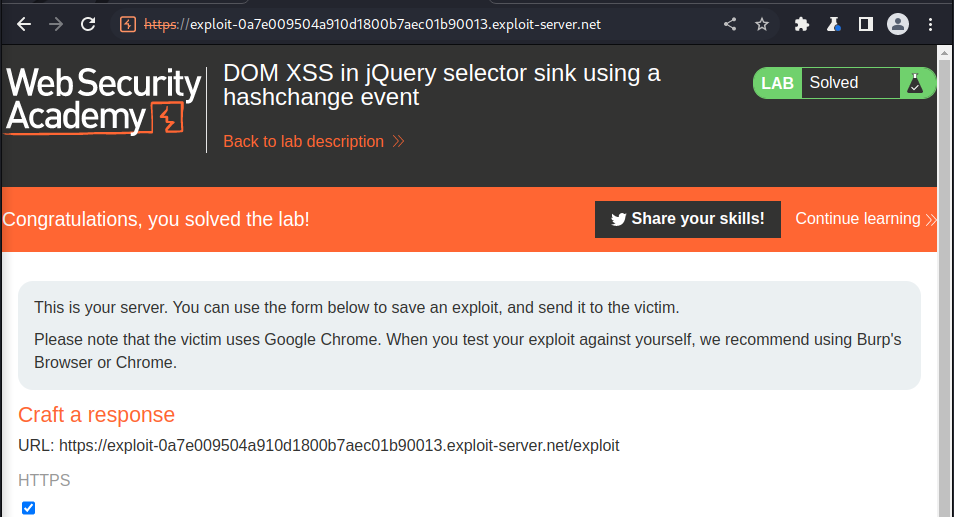 https://exploit-0a7e009504a910d1800b7aec01b90013.exploit-server.net
Web Security
Academy
DOM XSS in jQuery selector sink using a
hashchange event
Back to lab description
LAB Solved
Congratulations, you solved the lab!
Share your skills!
Continue learning
This is your server. You can use the form below to save an exploit, and send it to the victim.
Please note that the victim uses Google Chrome. When you test your exploit against yourself, we recommend using Burp's
Browser or Chrome.
Craft a response
URL: https://exploit-0a7e009504a910d1800b7aec01b90013.exploit-server.net/exploit
HTTPS